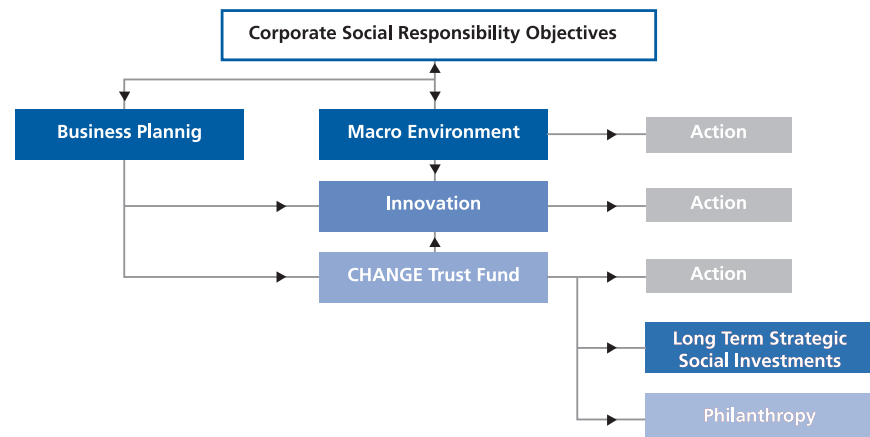 Corporate Social Responsibility Objectives
Business Plannig
Macro Environment
Action
Innovation
Action
CHANGE Trust Fund
Action
Long Term Strategic
Social Investments
Philanthropy